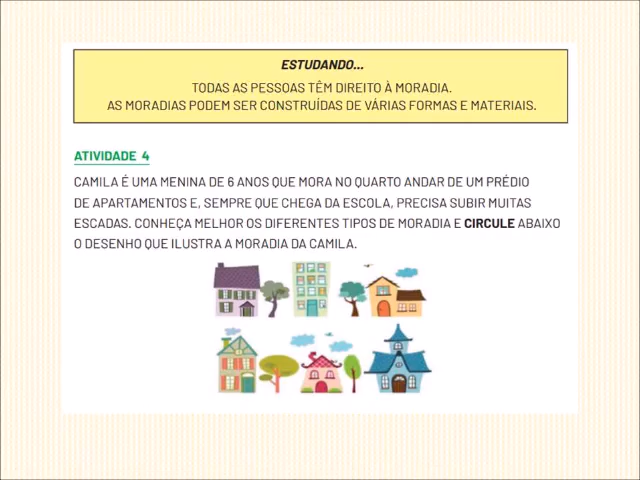 ESTUDANDO...
TODAS AS PESSOAS TÊM DIREITO À MORADIA.
AS MORADIAS PODEM SER CONSTRUÍDAS DE VÁRIAS FORMAS E MATERIAIS.
ATIVIDADE 4
CAMILA É UMA MENINA DE 6 ANOS QUE MORA NO QUARTO ANDAR DE UM PRÉDIO
DE APARTAMENTOS E, SEMPRE QUE CHEGA DA ESCOLA, PRECISA SUBIR MUITAS
ESCADAS. CONHEÇA MELHOR OS DIFERENTES TIPOS DE MORADIA E CIRCULE ABAIXO
O DESENHO QUE ILUSTRA A MORADIA DA CAMILA.